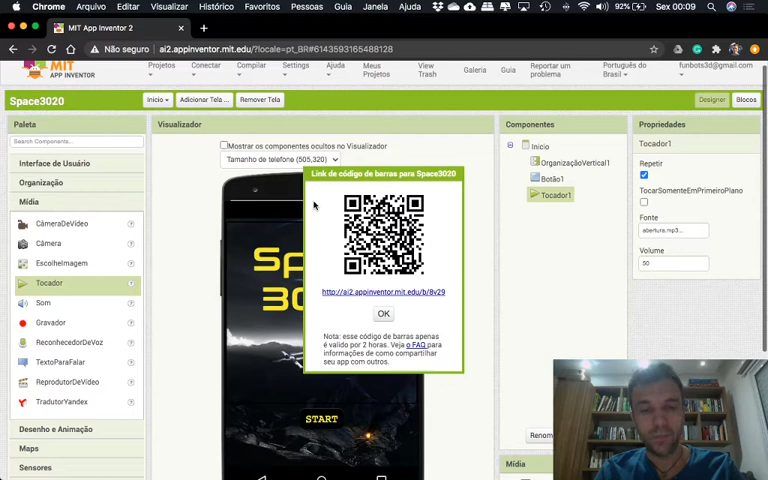 Chrome Arquivo Editar Visualizar Histórico Favoritos Pessoas Guia Janela Ajuda 92% Sex 00:09
MIT App Inventor 2
Não seguro ai2.appinventor.mit.edu/?locale=pt_BR#6143593165488128
MIT
APP INVENTOR
Projetos Conectar Compilar Settings Ajuda Meus Projetos View Trash Galeria Guia Reportar um problema Português do Brasil funbots3d@gmail.com
Space3020 Início Adicionar Tela ... Remover Tela Designer Blocos
Paleta Visualizador Componentes Propriedades
Search Components...
Interface de Usuário
Organização
Mídia
CâmeraDeVídeo
Câmera
EscolheImagem
Tocador
Som
Gravador
ReconhecedorDeVoz
TextoParaFalar
ReprodutorDeVídeo
TradutorYandex
Desenho e Animação
Maps
Sensores
Mostrar os componentes ocultos no Visualizador
Tamanho de telefone (505,320)
Sp
30
START
Link de código de barras para Space3020
http://ai2.appinventor.mit.edu/b/8v29
OK
Nota: esse código de barras apenas
é valido por 2 horas. Veja o FAQ para
informações de como compartilhar
seu app com outros.
Início
OrganizaçãoVertical1
Botão1
Tocador1
Renom
Mídia
Tocador1
Repetir
TocarSomenteEmPrimeiroPlano
Fonte
abertura.mp3...
Volume
50